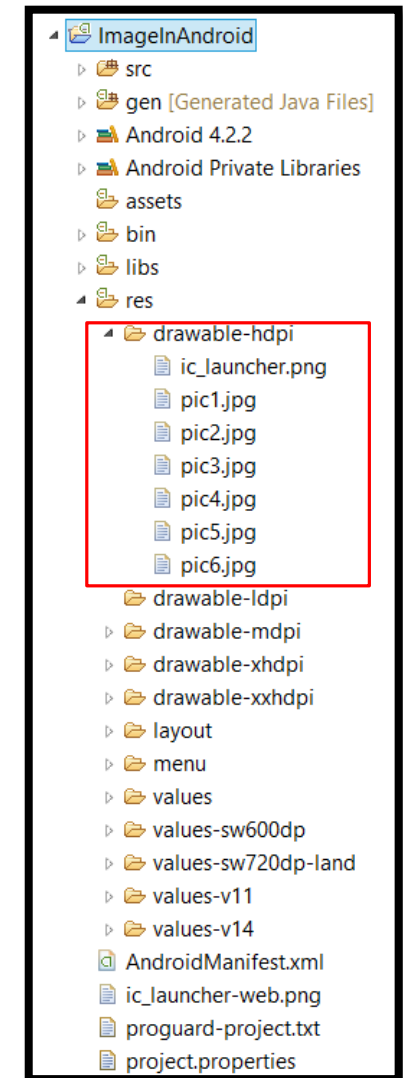 ImageInAndroid
src
gen [Generated Java Files]
Android 4.2.2
Android Private Libraries
assets
bin
libs
res
drawable-hdpi
ic_launcher.png
pic1.jpg
pic2.jpg
pic3.jpg
pic4.jpg
pic5.jpg
pic6.jpg
drawable-ldpi
drawable-mdpi
drawable-xhdpi
drawable-xxhdpi
layout
menu
values
values-sw600dp
values-sw720dp-land
values-v11
values-v14
AndroidManifest.xml
ic_launcher-web.png
proguard-project.txt
project.properties